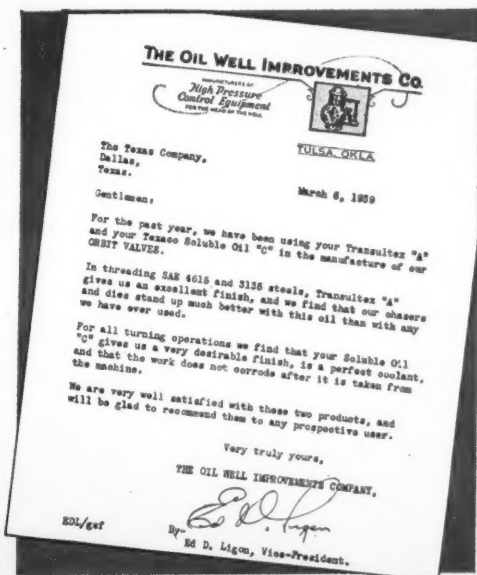 THE OIL WELL IMPROVEMENTS CO.
MANUFACTURERS OF
High Pressure
Control Equipment
FOR THE HEAD OF THE WELL
TULSA, OKLA.
The Texas Company,
Dallas,
Texas.
March 6, 1939
Gentlemen:
For the past year, we have been using your Transultex "A"
and your Texaco Soluble Oil "C" in the manufacture of our
ORBIT VALVES.
In threading SAE 4615 and 3135 steels, Transultex "A"
gives us an excellent finish, and we find that our chasers
and dies stand up much better with this oil than with any
we have ever used.
For all turning operations we find that your Soluble Oil
"C" gives us a very desirable finish, is a perfect coolant,
and that the work does not corrode after it is taken from
the machine.
We are very well satisfied with these two products, and
will be glad to recommend them to any prospective user.
Very truly yours,
THE OIL WELL IMPROVEMENTS COMPANY,
Ed D. Ligon
EDL/gef
By-
Ed D. Ligon, Vice-President.